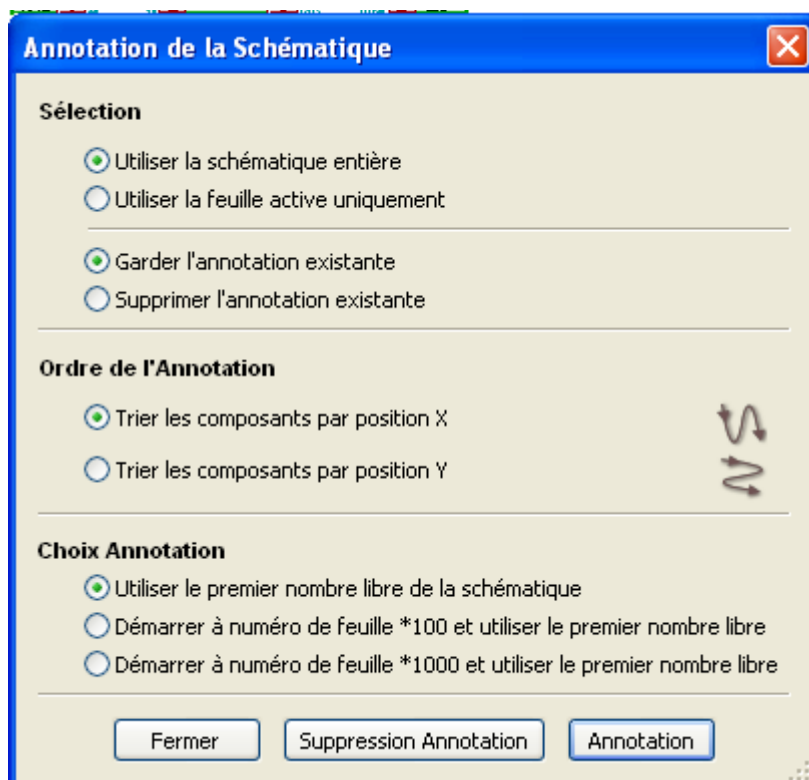 Annotation de la Schématique
Sélection
Utiliser la schématique entière
Utiliser la feuille active uniquement
Garder l'annotation existante
Supprimer l'annotation existante
Ordre de l'Annotation
Trier les composants par position X
Trier les composants par position Y
Choix Annotation
Utiliser le premier nombre libre de la schématique
Démarrer à numéro de feuille *100 et utiliser le premier nombre libre
Démarrer à numéro de feuille *1000 et utiliser le premier nombre libre
Fermer Suppression Annotation Annotation